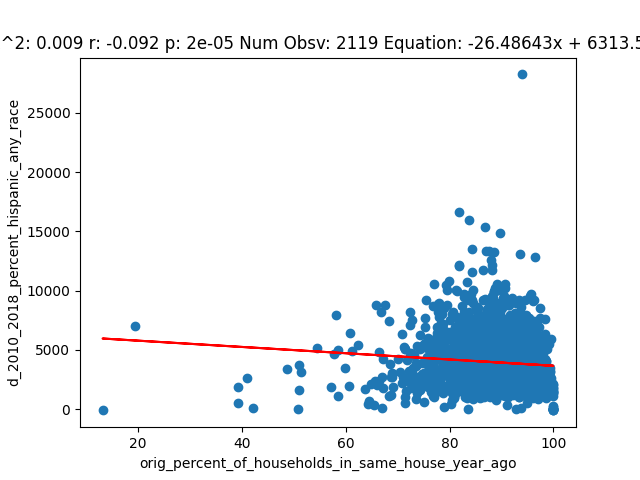 ^2: 0.009 r: -0.092 p: 2e-05 Num Obsv: 2119 Equation: -26.48643x + 6313.5
d_2010_2018_percent_hispanic_any_race
25000
20000
15000
10000
5000
0
20 40 60 80 100
orig_percent_of_households_in_same_house_year_ago